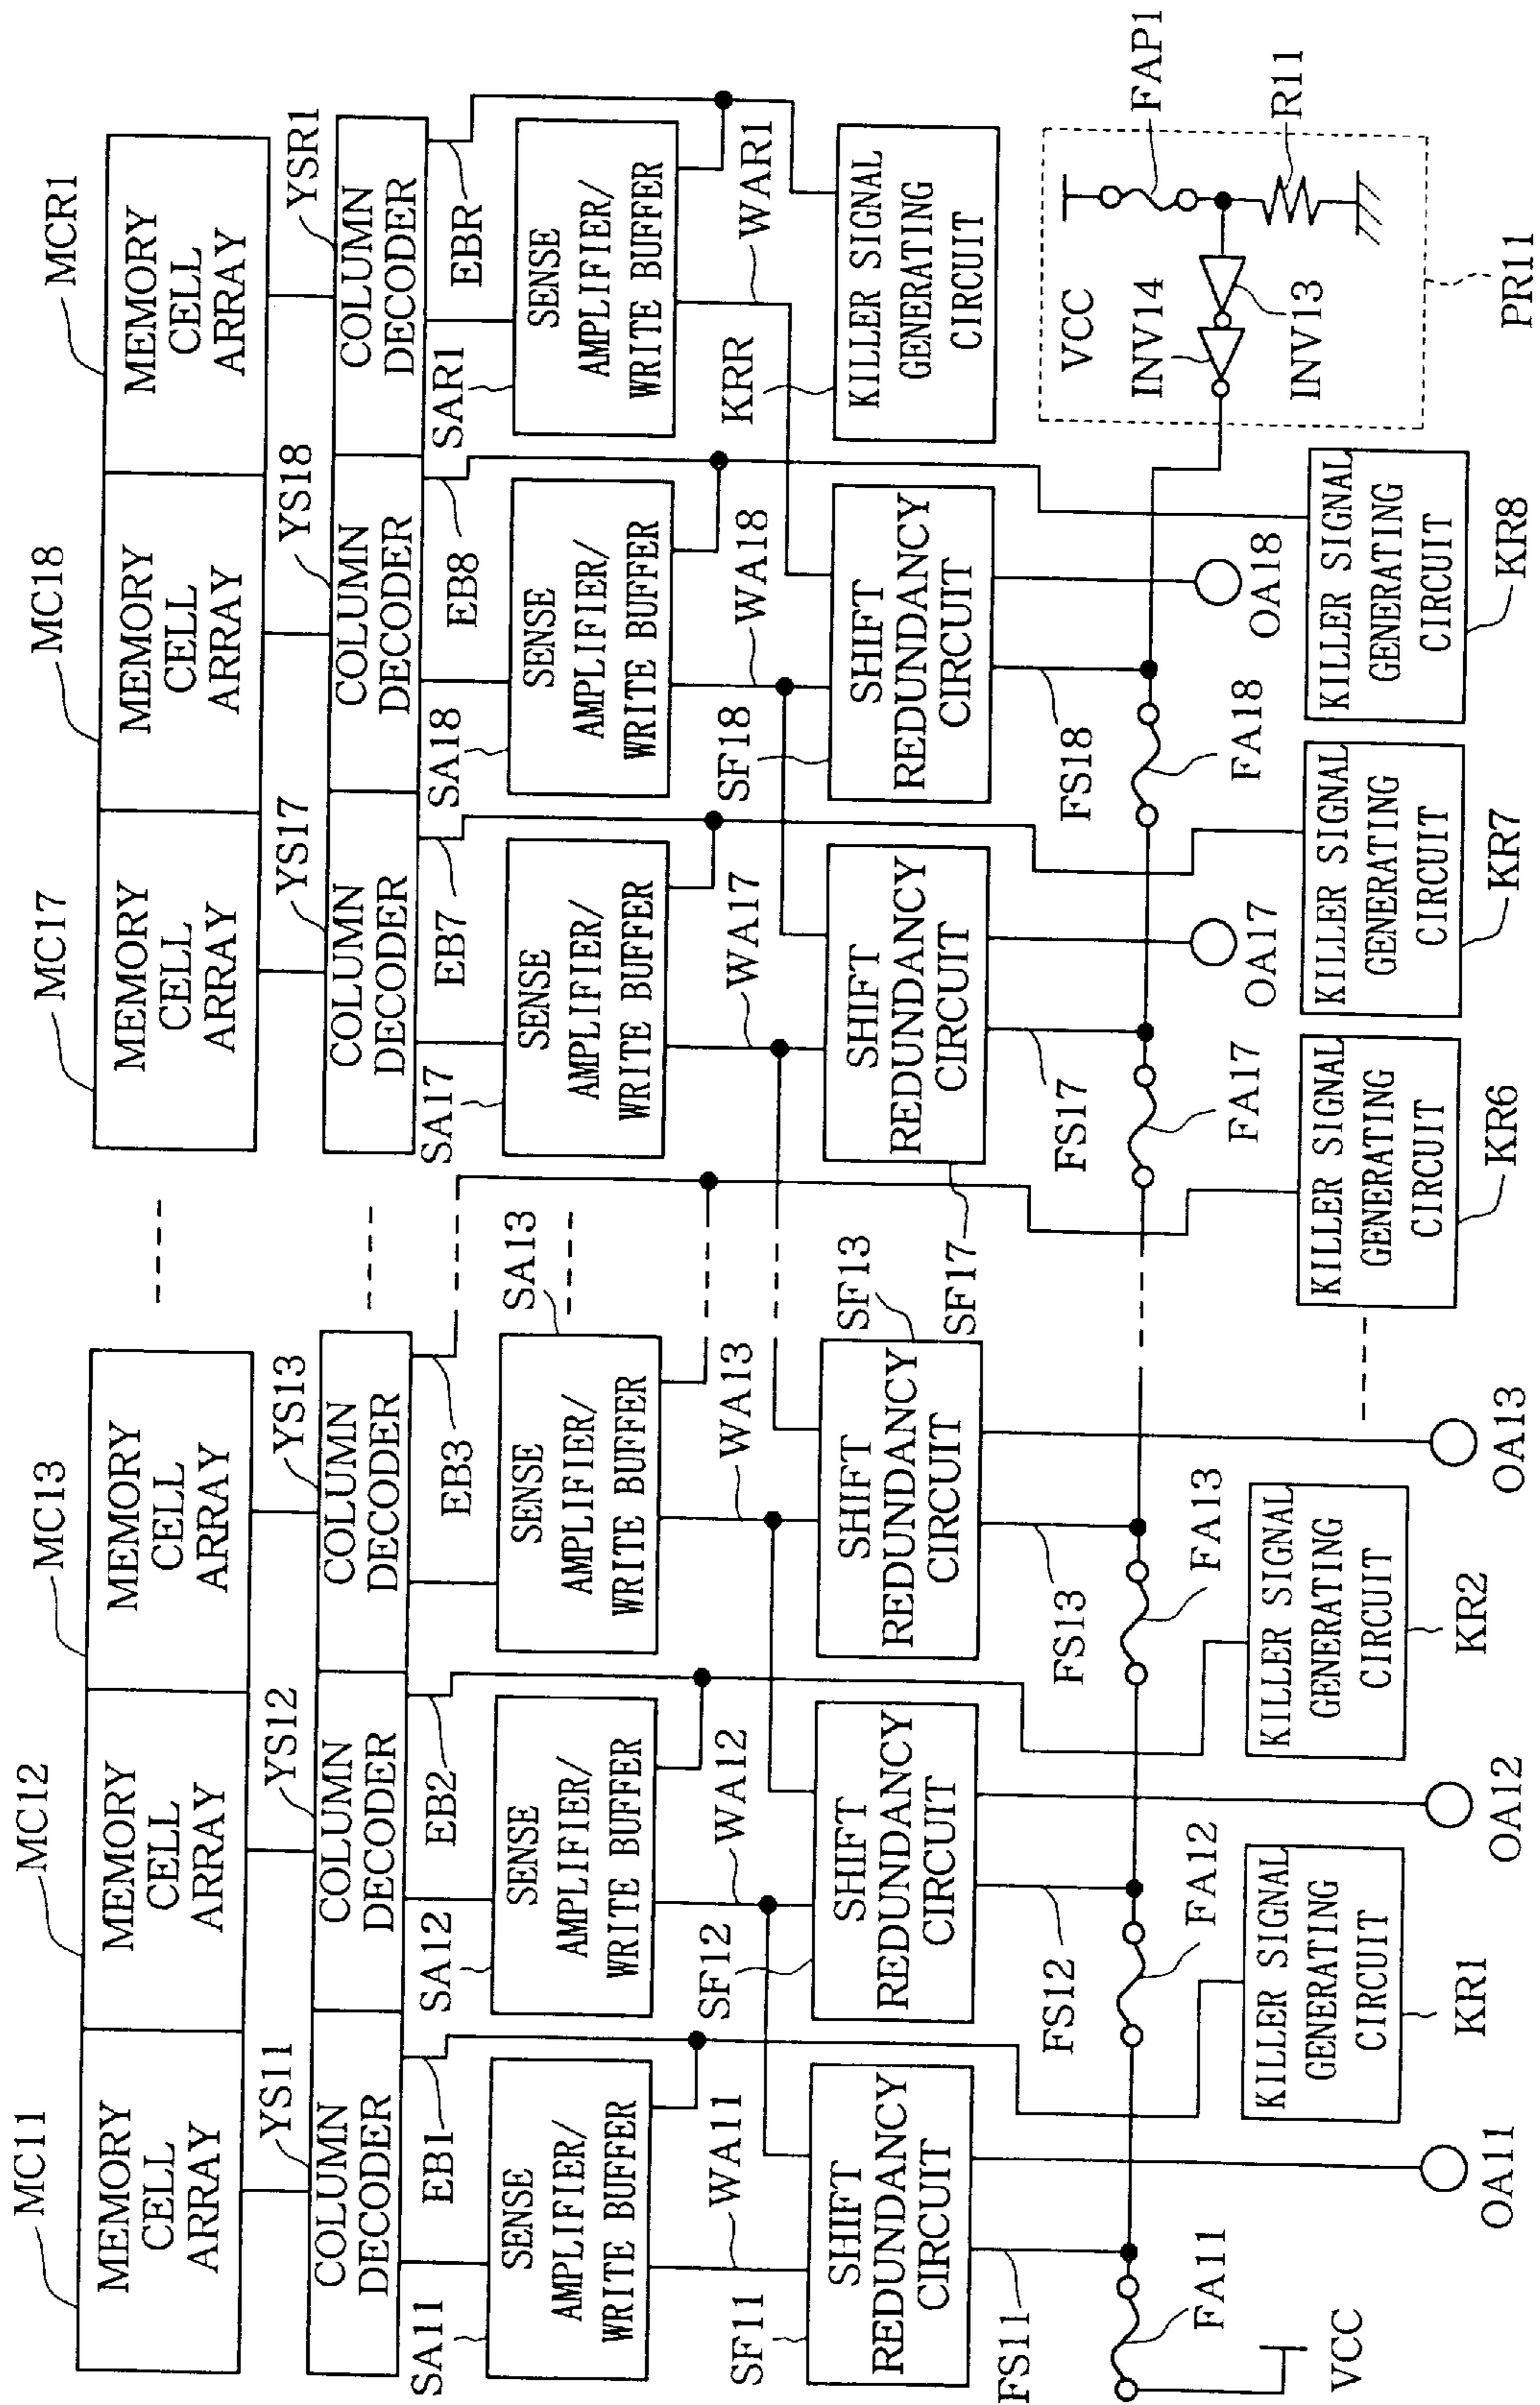 MC11
MC12
MC13
MC17
MC18
MCR1
MEMORY
CELL
ARRAY
MEMORY
CELL
ARRAY
MEMORY
CELL
ARRAY
MEMORY
CELL
ARRAY
MEMORY
CELL
ARRAY
MEMORY
CELL
ARRAY
YS11
YS12
YS13
YS17
YS18
YSR1
COLUMN
DECODER
COLUMN
DECODER
COLUMN
DECODER
COLUMN
DECODER
COLUMN
DECODER
COLUMN
DECODER
SA11
EB1
SA12
EB2
EB3
SA13
SA17
EB7
SA18
EB8
SAR1
EBR
SENSE
AMPLIFIER/
WRITE BUFFER
SENSE
AMPLIFIER/
WRITE BUFFER
SENSE
AMPLIFIER/
WRITE BUFFER
SENSE
AMPLIFIER/
WRITE BUFFER
SENSE
AMPLIFIER/
WRITE BUFFER
SENSE
AMPLIFIER/
WRITE BUFFER
SF11
WA11
SF12
WA12
WA13
WA17
SF18
WA18
KRR
WAR1
SHIFT
REDUNDANCY
CIRCUIT
SHIFT
REDUNDANCY
CIRCUIT
SHIFT
REDUNDANCY
CIRCUIT
SF13
SF17
SHIFT
REDUNDANCY
CIRCUIT
SHIFT
REDUNDANCY
CIRCUIT
KILLER SIGNAL
GENERATING
CIRCUIT
FS11
FS12
FS13
FS17
FS18
VCC
FAP1
INV14
INV13
R11
PR11
FA11
FA12
FA13
FA17
FA18
VCC
OA17
OA18
KILLER SIGNAL
GENERATING
CIRCUIT
KILLER SIGNAL
GENERATING
CIRCUIT
KILLER SIGNAL
GENERATING
CIRCUIT
KILLER SIGNAL
GENERATING
CIRCUIT
KILLER SIGNAL
GENERATING
CIRCUIT
OA11
KR1
OA12
KR2
OA13
KR6
KR7
KR8